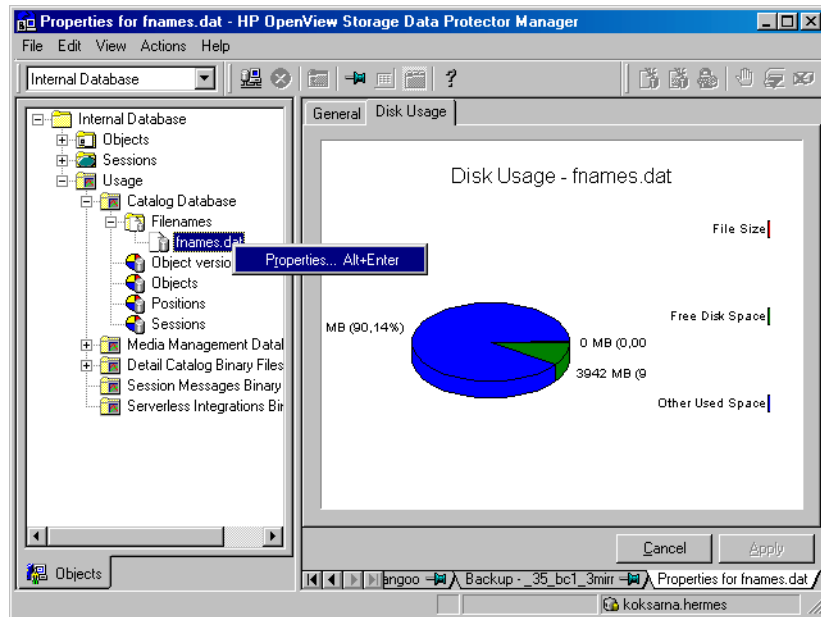 Properties for fnames.dat - HP OpenView Storage Data Protector Manager
File Edit View Actions Help
Internal Database
?
Internal Database
Objects
Sessions
Usage
Catalog Database
Filenames
fnames.dat
Properties... Alt+Enter
Object versio
Objects
Positions
Sessions
Media Management Datal
Detail Catalog Binary Files
Session Messages Binary
Serverless Integrations Bin
Objects
General Disk Usage
Disk Usage - fnames.dat
File Size
Free Disk Space
Other Used Space
MB (90,14%)
0 MB (0,00
3942 MB (9
Cancel Apply
angoo Backup - _35_bc1_3mirr Properties for fnames.dat
koksarna.hermes